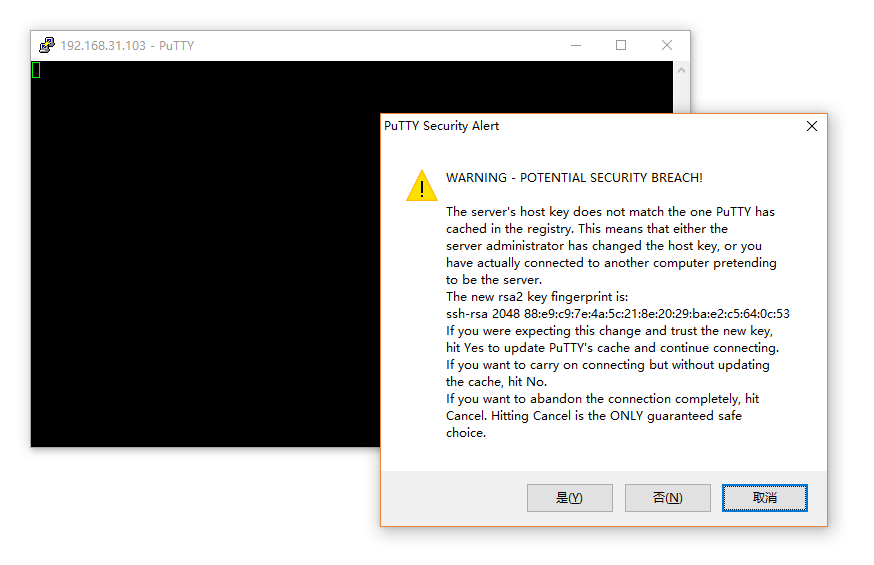 192.168.31.103 - PuTTY
PuTTY Security Alert
WARNING - POTENTIAL SECURITY BREACH!
The server's host key does not match the one PuTTY has
cached in the registry. This means that either the
server administrator has changed the host key, or you
have actually connected to another computer pretending
to be the server.
The new rsa2 key fingerprint is:
ssh-rsa 2048 88:e9:c9:7e:4a:5c:21:8e:20:29:ba:e2:c5:64:0c:53
If you were expecting this change and trust the new key,
hit Yes to update PuTTY's cache and continue connecting.
If you want to carry on connecting but without updating
the cache, hit No.
If you want to abandon the connection completely, hit
Cancel. Hitting Cancel is the ONLY guaranteed safe
choice.
是(Y) 否(N) 取消